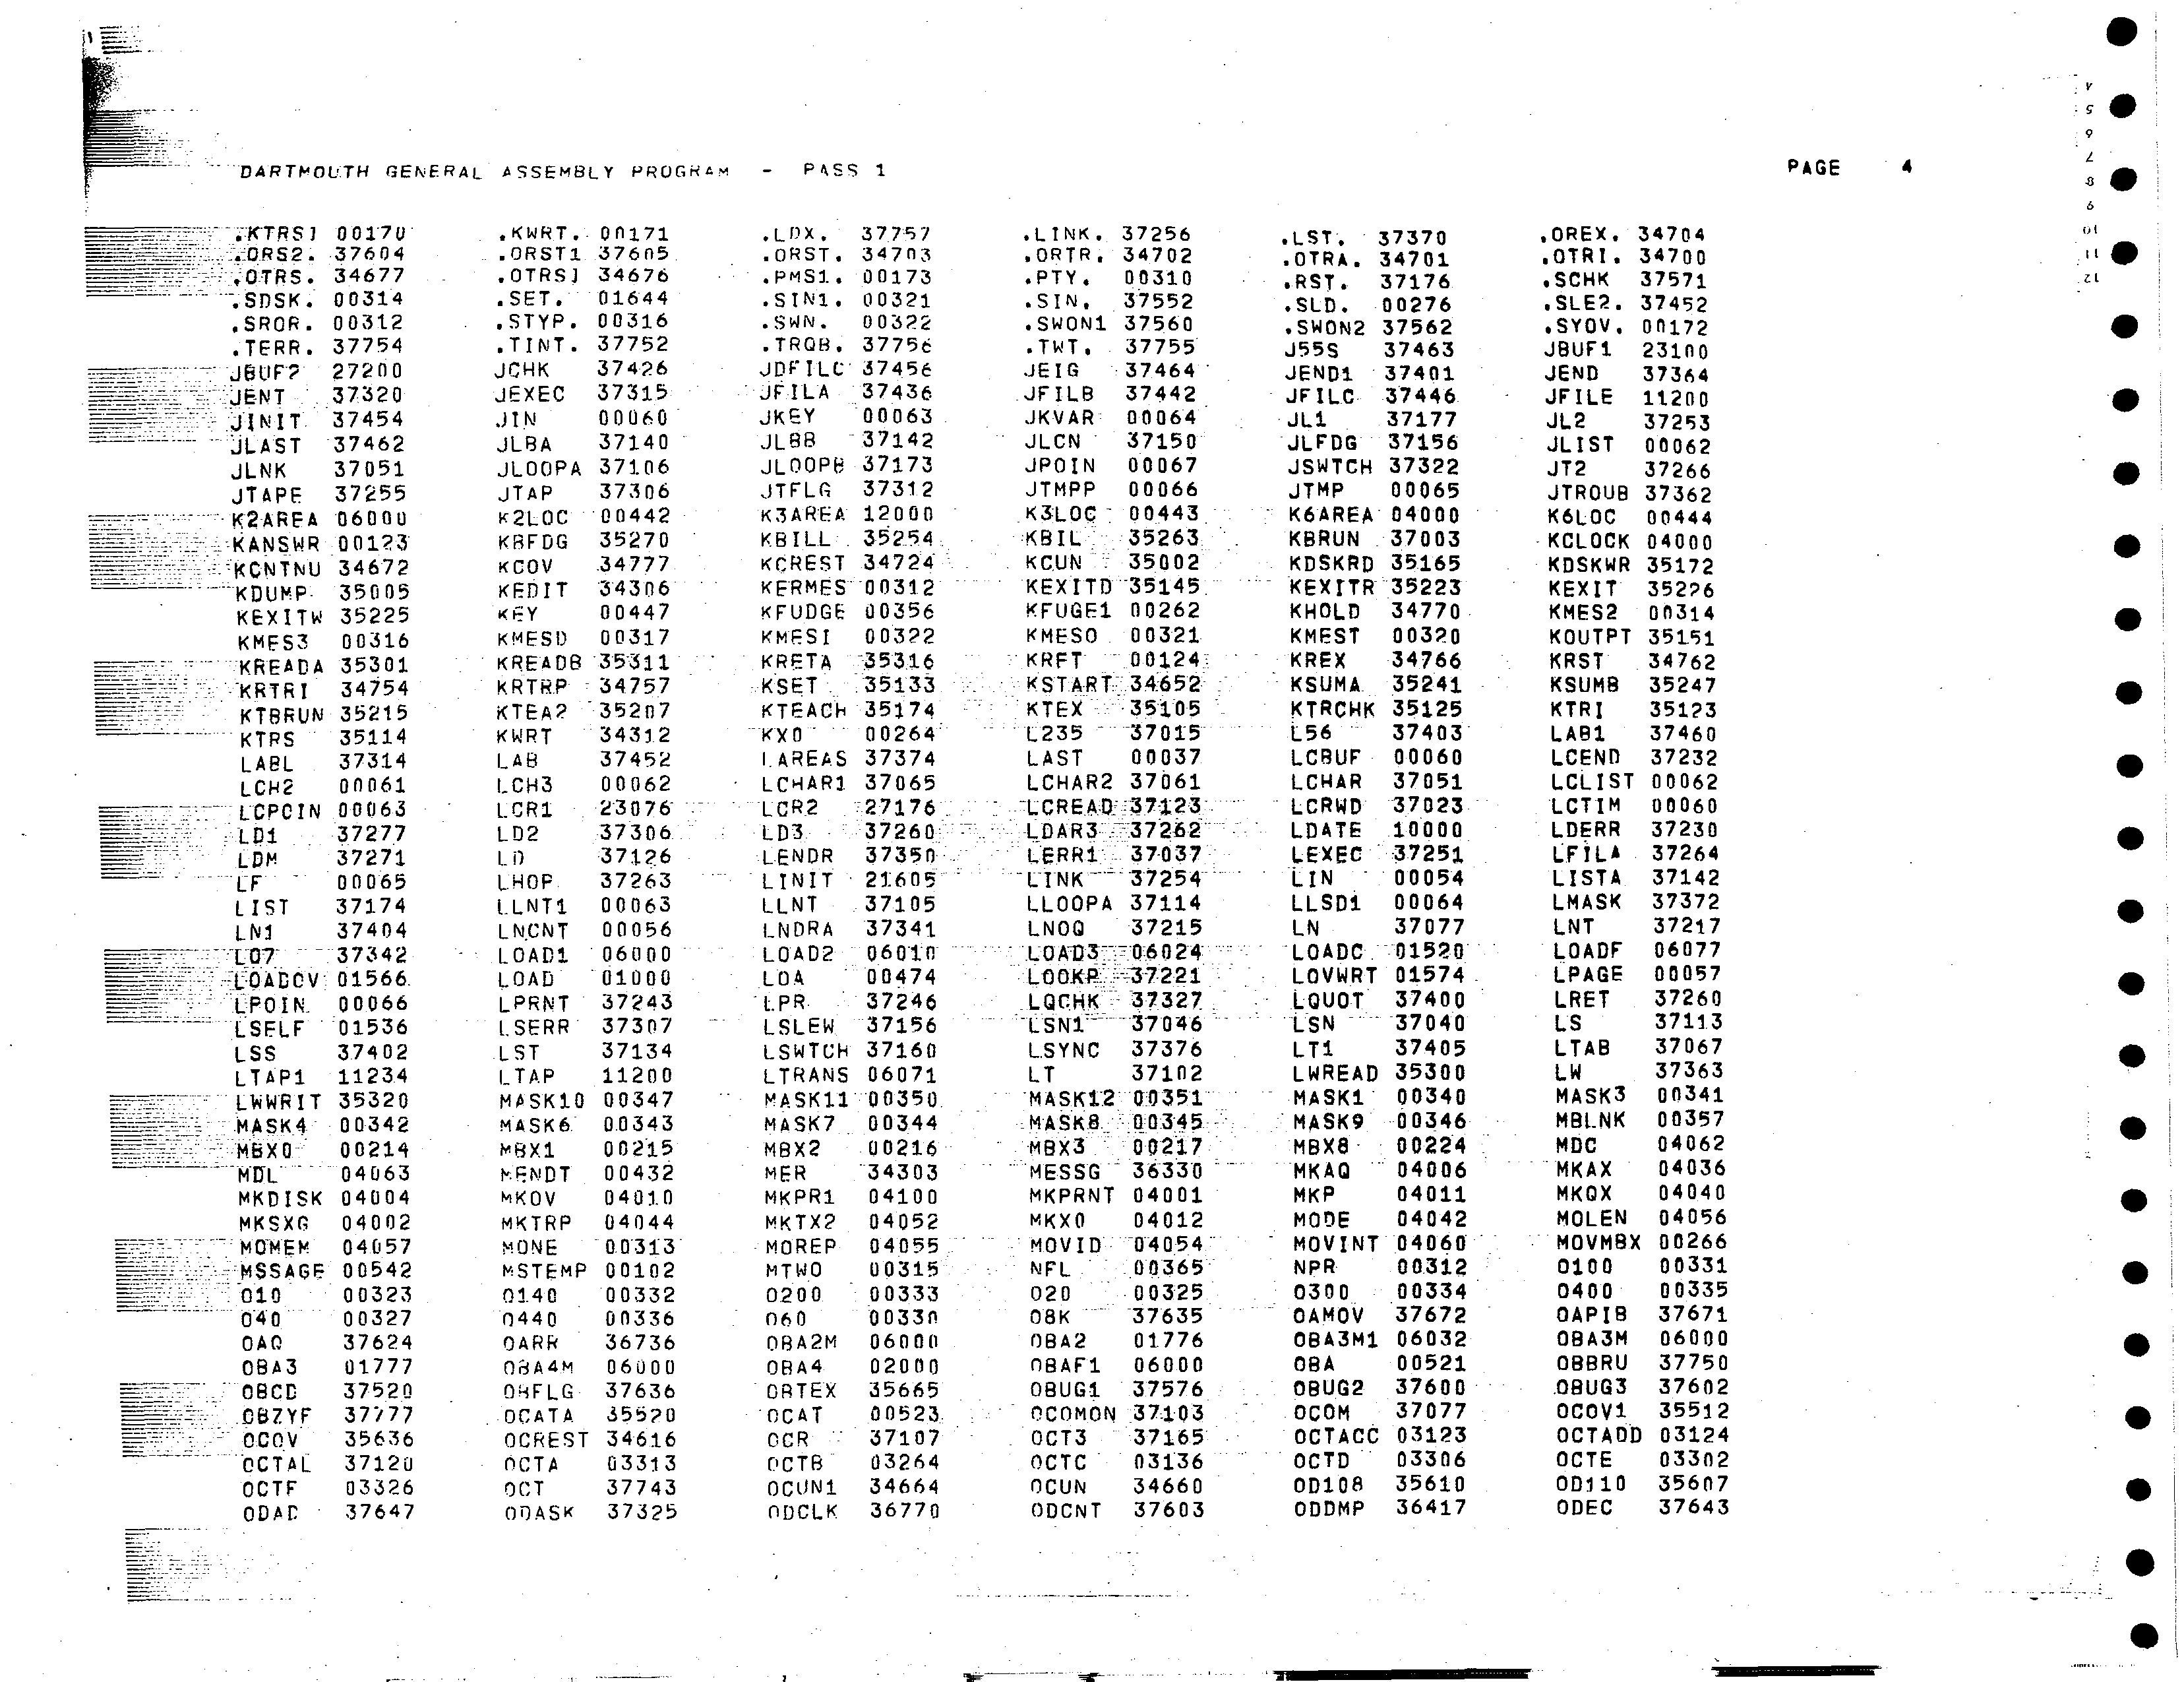 DARTMOUTH GENERAL ASSEMBLY PROGRAM - PASS 1 PAGE 4
.KTRS1 00170 .KWRT. 00171 .LDX. 37757 .LINK. 37256 .LST. 37370 .OREX. 34704
.ORS2. 37604 .ORST1 37605 .ORST. 34703 .ORTR. 34702 .OTRA. 34701 .OTRI. 34700
.OTRS. 34677 .OTRSJ 34676 .PMS1. 00173 .PTY. 00310 .RST. 37176 .SCHK 37571
.SDSK. 00314 .SET. 01644 .SIN1. 00321 .SIN. 37552 .SLD. 00276 .SLE2. 37452
.SROR. 00312 .STYP. 00316 .SWN. 00322 .SWON1 37560 .SWON2 37562 .SYOV. 00172
.TERR. 37754 .TINT. 37752 .TRQB. 37756 .TWT. 37755 J55S 37463 JBUF1 23100
JBUF2 27200 JCHK 37426 JDFILC 37456 JEIG 37464 JEND1 37401 JEND 37364
JENT 37320 JEXEC 37315 JFILA 37436 JFILB 37442 JFILC 37446 JFILE 11200
JINIT 37454 JIN 00060 JKEY 00063 JKVAR 00064 JL1 37177 JL2 37253
JLAST 37462 JLBA 37140 JLBB 37142 JLCN 37150 JLFDG 37156 JLIST 00062
JLNK 37051 JLOOPA 37106 JLOOPB 37173 JPOIN 00067 JSWTCH 37322 JT2 37266
JTAPE 37255 JTAP 37306 JTFLG 37312 JTMPP 00066 JTMP 00065 JTROUB 37362
K2AREA 06000 K2LOC 00442 K3AREA 12000 K3LOC 00443 K6AREA 04000 K6LOC 00444
KANSWR 00123 KBFDG 35270 KBILL 35254 KBIL 35263 KBRUN 37003 KCLOCK 04000
KCNTNU 34672 KCOV 34777 KCREST 34724 KCUN 35002 KDSKRD 35165 KDSKWR 35172
KDUMP 35005 KEDIT 34306 KERMES 00312 KEXITD 35145 KEXITR 35223 KEXIT 35226
KEXITW 35225 KEY 00447 KFUDGE 00356 KFUGE1 00262 KHOLD 34770 KMES2 00314
KMES3 00316 KMESD 00317 KMESI 00322 KMESO 00321 KMEST 00320 KOUTPT 35151
KREADA 35301 KREADB 35311 KRETA 35316 KRFT 00124 KREX 34766 KRST 34762
KRTRI 34754 KRTRP 34757 KSET 35133 KSTART 34652 KSUMA 35241 KSUMB 35247
KTBRUN 35215 KTEA2 35207 KTEACH 35174 KTEX 35105 KTRCHK 35125 KTRI 35123
KTRS 35114 KWRT 34312 KX0 00264 L235 37015 L56 37403 LAB1 37460
LABL 37314 LAB 37452 LAREAS 37374 LAST 00037 LCBUF 00060 LCEND 37232
LCH2 00061 LCH3 00062 LCHAR1 37065 LCHAR2 37061 LCHAR 37051 LCLIST 00062
LCPCIN 00063 LCR1 23076 LCR2 27176 LCREAD 37123 LCRWD 37023 LCTIM 00060
LD1 37277 LD2 37306 LD3 37260 LDAR3 37262 LDATE 10000 LDERR 37230
LDM 37271 LD 37126 LENDR 37350 LERR1 37037 LEXEC 37251 LFILA 37264
LF 00065 LHOP 37263 LINIT 21605 LINK 37254 LIN 00054 LISTA 37142
LIST 37174 LLNT1 00063 LLNT 37105 LLOOPA 37114 LLSD1 00064 LMASK 37372
LN1 37404 LNCNT 00056 LNDRA 37341 LNOQ 37215 LN 37077 LNT 37217
LO7 37342 LOAD1 06000 LOAD2 06010 LOAD3 06024 LOADC 01520 LOADF 06077
LOADCV 01566 LOAD 01000 LOA 00474 LOOKP 37221 LOVWRT 01574 LPAGE 00057
LPOIN 00066 LPRNT 37243 LPR 37246 LQCHK 37327 LQUOT 37400 LRET 37260
LSELF 01536 LSERR 37307 LSLEW 37156 LSN1 37046 LSN 37040 LS 37113
LSS 37402 LST 37134 LSWTCH 37160 LSYNC 37376 LT1 37405 LTAB 37067
LTAP1 11234 LTAP 11200 LTRANS 06071 LT 37102 LWREAD 35300 LW 37363
LWWRIT 35320 MASK10 00347 MASK11 00350 MASK12 00351 MASK1 00340 MASK3 00341
MASK4 00342 MASK6 00343 MASK7 00344 MASK8 00345 MASK9 00346 MBLNK 00357
MBX0 00214 MBX1 00215 MBX2 00216 MBX3 00217 MBX8 00224 MDC 04062
MDL 04063 MENDT 00432 MER 34303 MESSG 36330 MKAQ 04006 MKAX 04036
MKDISK 04004 MKOV 04010 MKPR1 04100 MKPRNT 04001 MKP 04011 MKQX 04040
MKSXG 04002 MKTRP 04044 MKTX2 04052 MKX0 04012 MODE 04042 MOLEN 04056
MOMEM 04057 MONE 00313 MOREP 04055 MOVID 04054 MOVINT 04060 MOVMBX 00266
MSSAGE 00542 MSTEMP 00102 MTWO 00315 NFL 00365 NPR 00312 O100 00331
O10 00323 O140 00332 O200 00333 O20 00325 O300 00334 O400 00335
O40 00327 O440 00336 O60 00330 O8K 37635 OAMOV 37672 OAPIB 37671
OAQ 37624 OARR 36736 OBA2M 06000 OBA2 01776 OBA3M1 06032 OBA3M 06000
OBA3 01777 OBA4M 06000 OBA4 02000 OBAF1 06000 OBA 00521 OBBRU 37750
OBCD 37520 OBFLG 37636 OBTEX 35665 OBUG1 37576 OBUG2 37600 OBUG3 37602
OBZYF 37777 OCATA 35520 OCAT 00523 OCOMON 37103 OCOM 37077 OCOV1 35512
OCOV 35636 OCREST 34616 OCR 37107 OCT3 37165 OCTACC 03123 OCTADD 03124
OCTAL 37120 OCTA 03313 OCTB 03264 OCTC 03136 OCTD 03306 OCTE 03302
OCTF 03326 OCT 37743 OCUN1 34664 OCUN 34660 OD108 35610 OD110 35607
ODAD 37647 ODASK 37325 ODCLK 36770 ODCNT 37603 ODDMP 36417 ODEC 37643